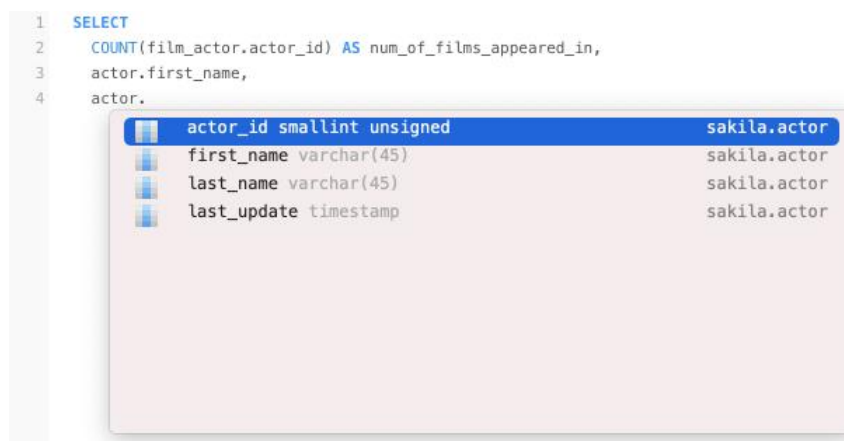 1 SELECT
2 COUNT(film_actor.actor_id) AS num_of_films_appeared_in,
3 actor.first_name,
4 actor.
actor_id smallint unsigned sakila.actor
first_name varchar(45) sakila.actor
last_name varchar(45) sakila.actor
last_update timestamp sakila.actor